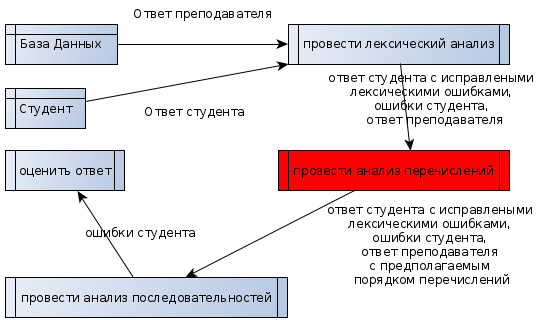 Ответ преподавателя
База Данных
провести лексический анализ
ответ студента с исправлеными
лексическими ошибками,
ошибки студента,
ответ преподавателя
Студент
Ответ студента
оценить ответ
провести анализ перечислений
ответ студента с исправлеными
лексическими ошибками,
ошибки студента,
ответ преподавателя
с предполагаемым
порядком перечислений
ошибки студента
провести анализ последовательностей